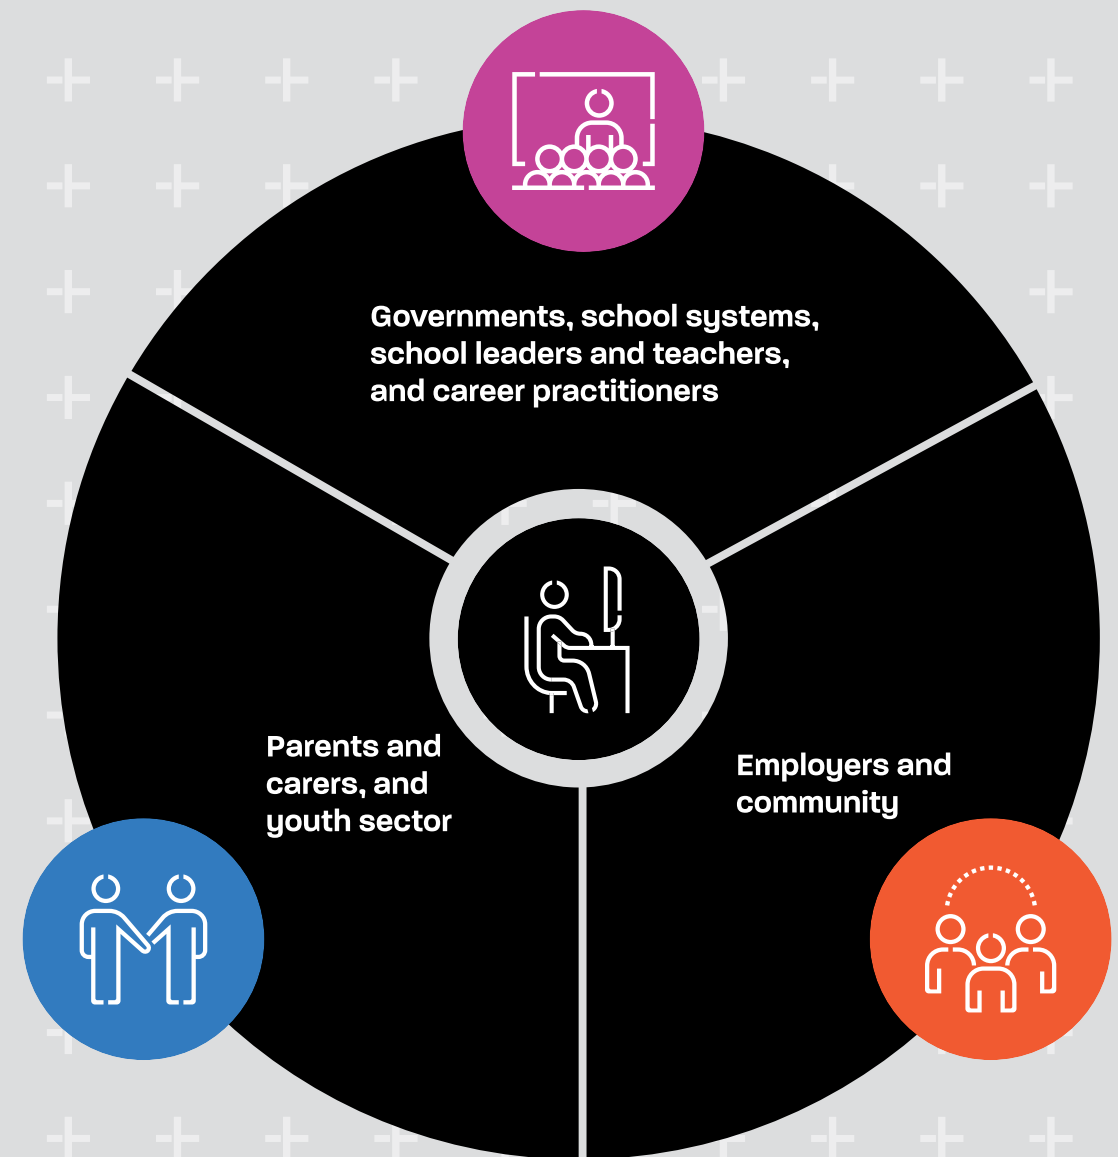 Governments, school systems,
school leaders and teachers,
and career practitioners
Parents and
carers, and
youth sector
Employers and
community